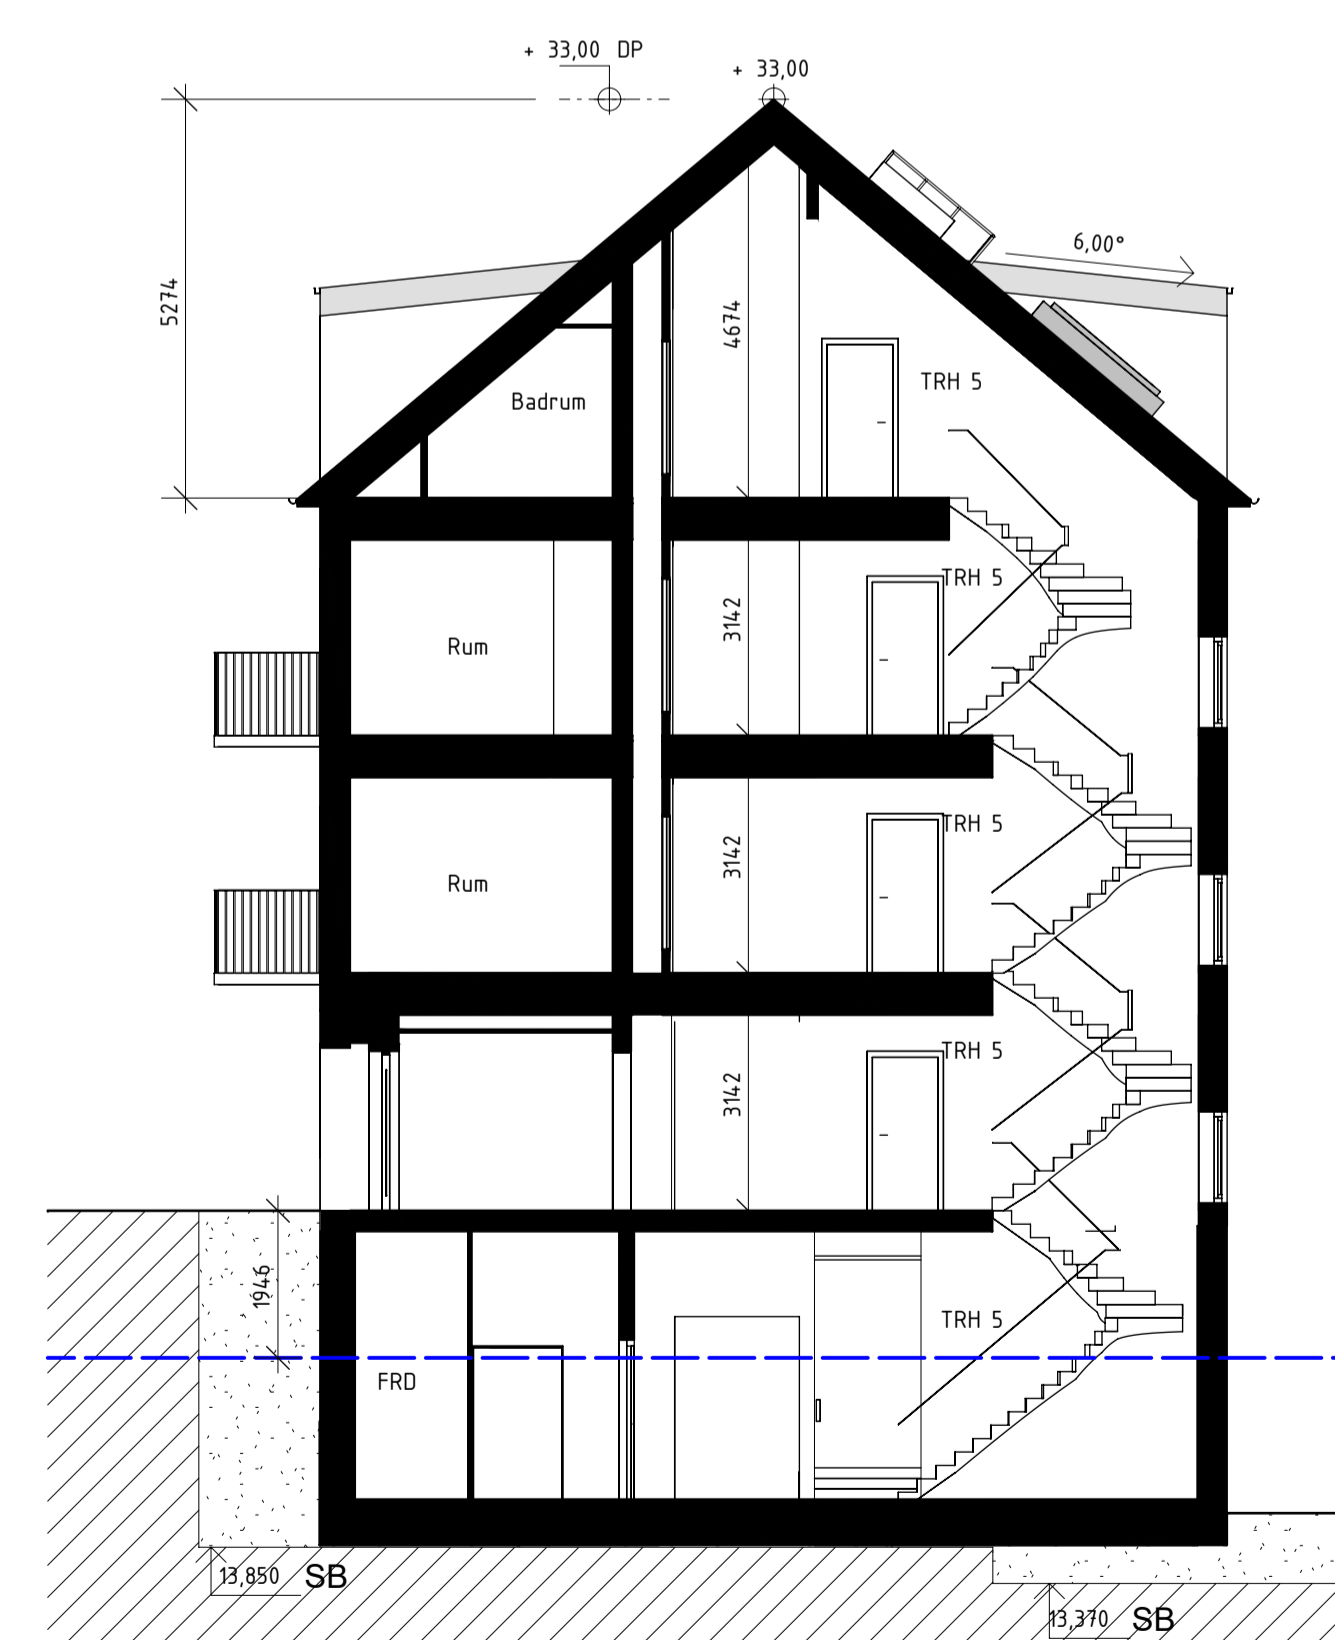 + 33,00 DP
+ 33,00
6,00°
5274
4674
TRH 5
Badrum
TRH 5
3142
Rum
TRH 5
3142
Rum
TRH 5
3142
1946
TRH 5
FRD
13,850 SB
13,370 SB